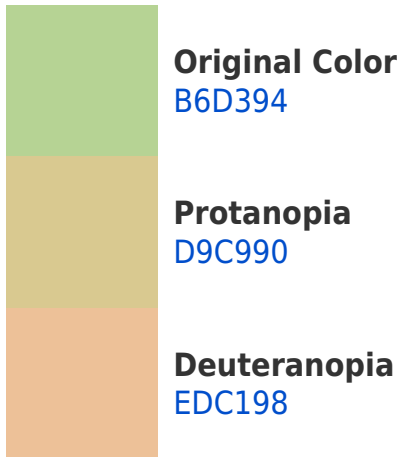 Original Color
B6D394
Protanopia
D9C990
Deuteranopia
EDC198